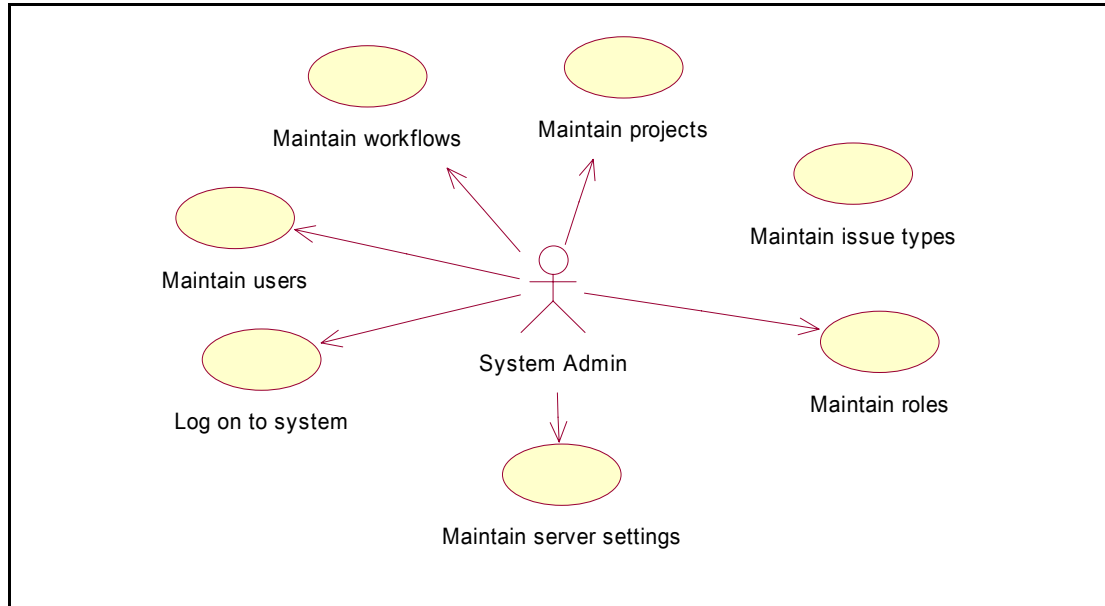 Maintain workflows
Maintain projects
Maintain issue types
Maintain users
System Admin
Maintain roles
Log on to system
Maintain server settings